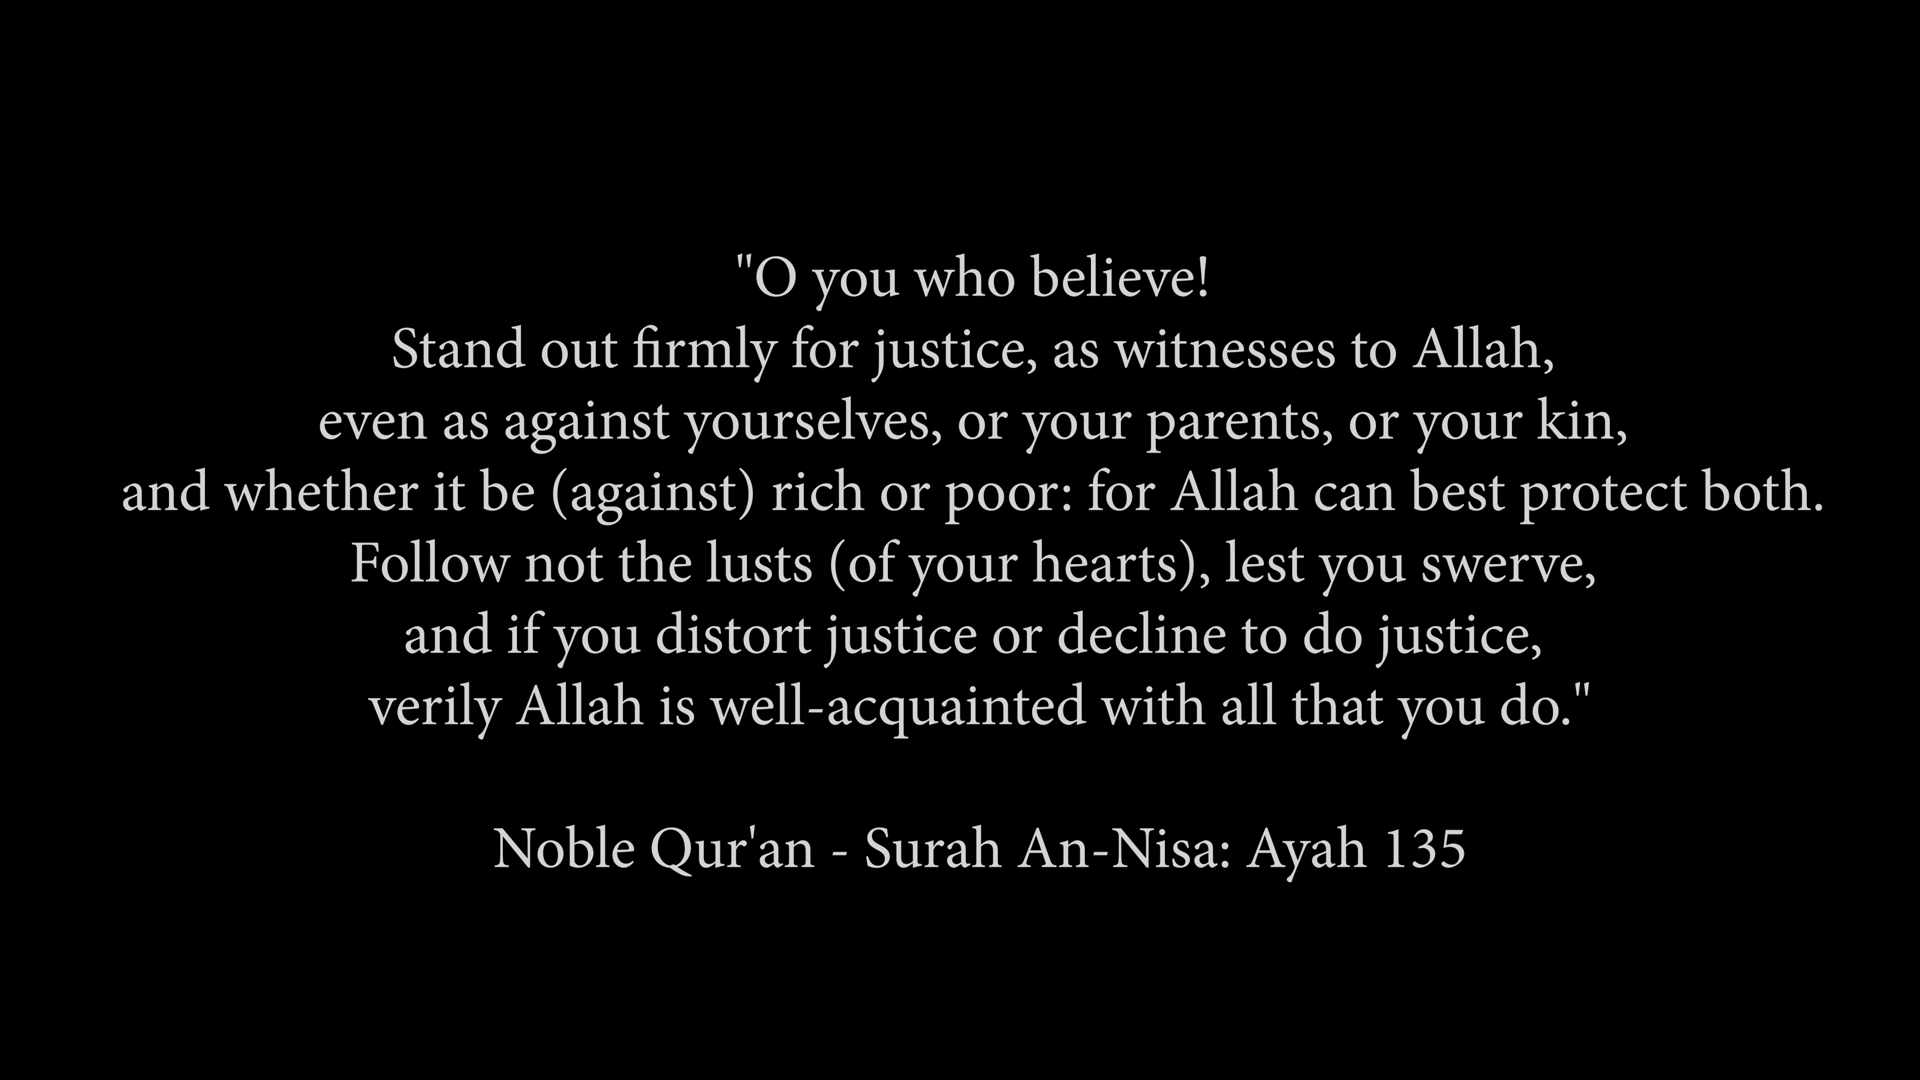 "O you who believe!
Stand out firmly for justice, as witnesses to Allah,
even as against yourselves, or your parents, or your kin,
and whether it be (against) rich or poor: for Allah can best protect both.
Follow not the lusts (of your hearts), lest you swerve,
and if you distort justice or decline to do justice,
verily Allah is well-acquainted with all that you do."
Noble Qur'an - Surah An-Nisa: Ayah 135